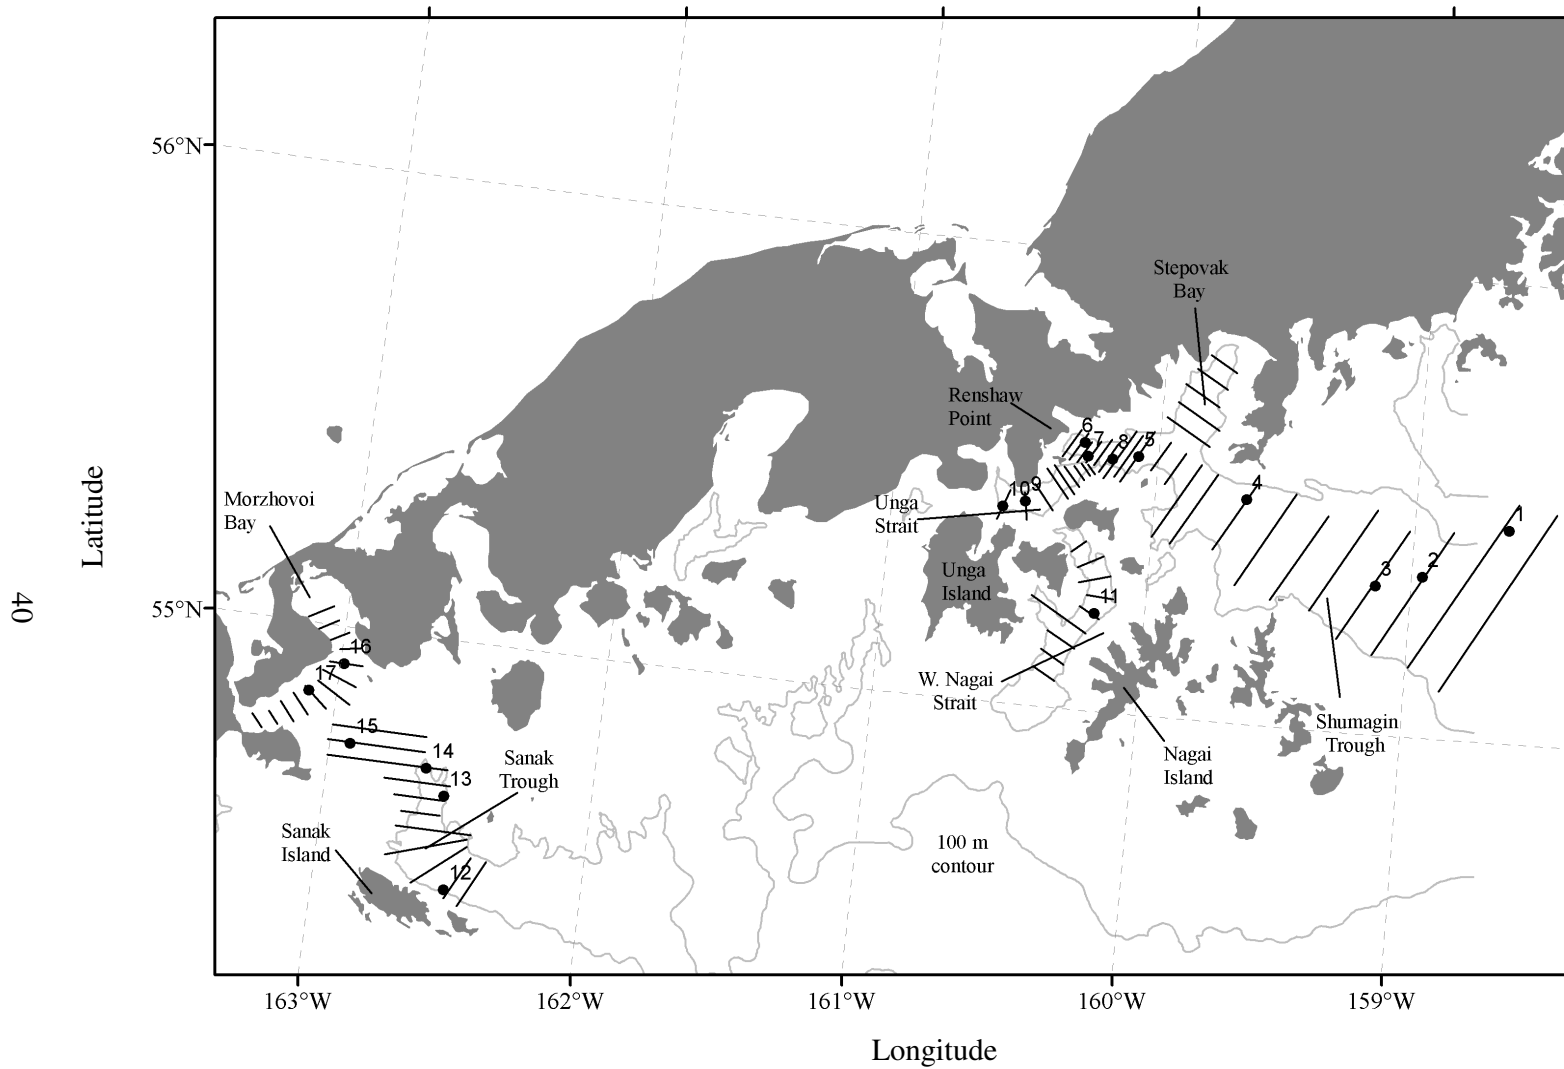 56°N
Stepovak
Bay
Renshaw
Point
6
7
8
5
Morzhovoi
Bay
Unga
Strait
10
9
4
1
Latitude
Unga
Island
3
2
55°N
11
40
16
17
W. Nagai
Strait
15
14
13
Sanak
Trough
Nagai
Island
Shumagin
Trough
Sanak
Island
12
100 m
contour
163°W
162°W
161°W
160°W
159°W
Longitude